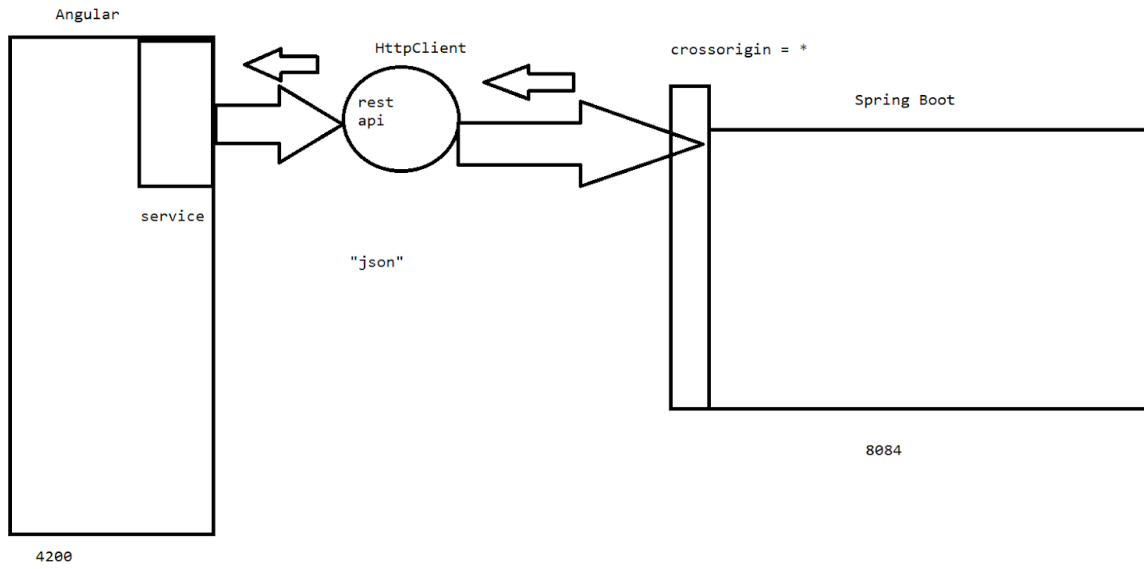 Angular
HttpClient
crossorigin = *
rest
api
Spring Boot
service
"json"
8084
4200